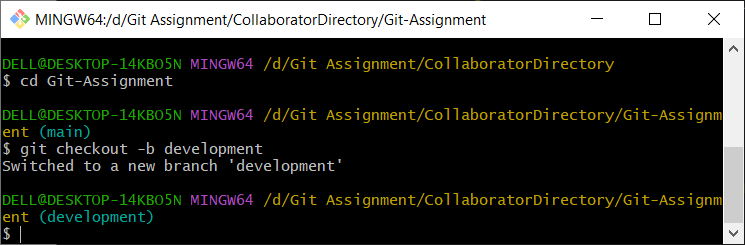 MINGW64:/d/Git Assignment/CollaboratorDirectory/Git-Assignment
DELL@DESKTOP-14KBO5N MINGW64 /d/Git Assignment/CollaboratorDirectory
$ cd Git-Assignment
DELL@DESKTOP-14KBO5N MINGW64 /d/Git Assignment/CollaboratorDirectory/Git-Assignm
ent (main)
$ git checkout -b development
Switched to a new branch 'development'
DELL@DESKTOP-14KBO5N MINGW64 /d/Git Assignment/CollaboratorDirectory/Git-Assignm
ent (development)
$